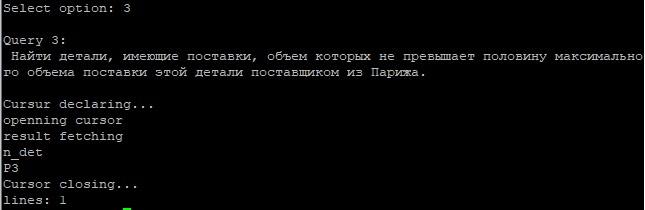 Select option: 3
Query 3:
Найти детали, имеющие поставки, объем которых не превышает половину максимально
го объема поставки этой детали поставщиком из Парижа.
Cursur declaring...
openning cursor
result fetching
n_det
P3
Cursor closing...
lines: 1